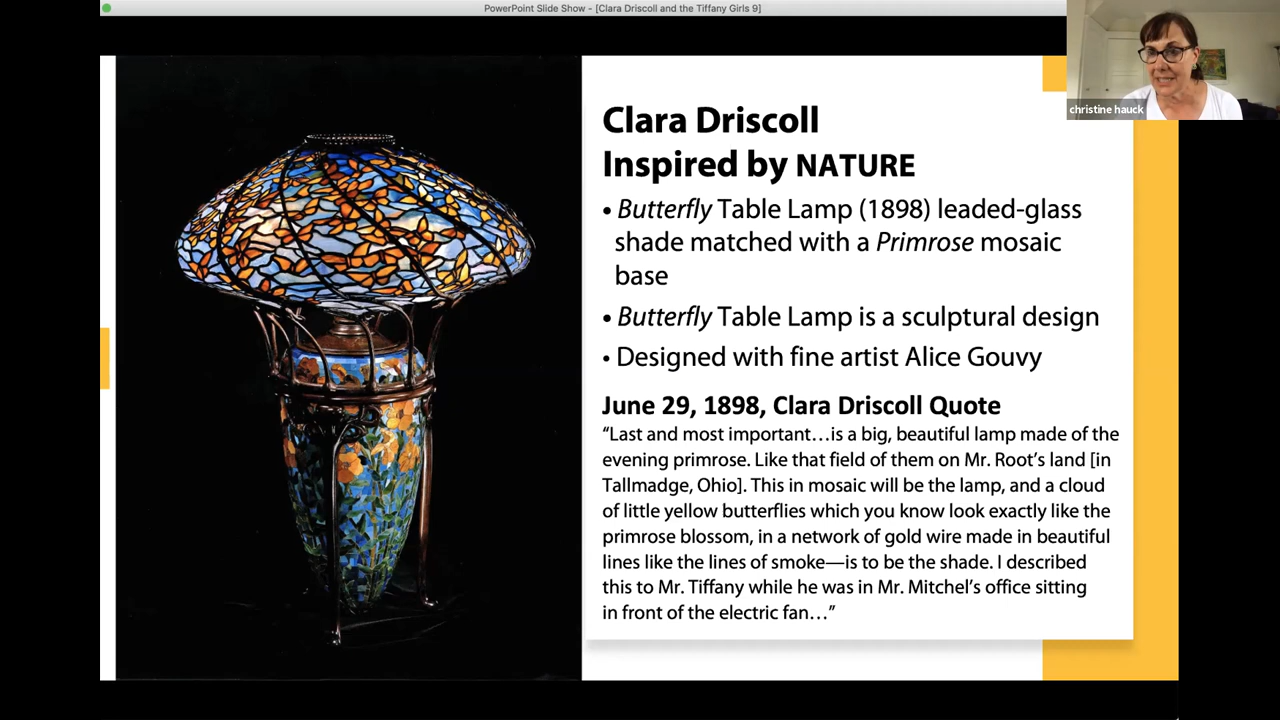 PowerPoint Slide Show - [Clara Driscoll and the Tiffany Girls 9]
christine hauck
Clara Driscoll
Inspired by NATURE
• Butterfly Table Lamp (1898) leaded-glass
shade matched with a Primrose mosaic
base
• Butterfly Table Lamp is a sculptural design
• Designed with fine artist Alice Gouvy
June 29, 1898, Clara Driscoll Quote
“Last and most important…is a big, beautiful lamp made of the
evening primrose. Like that field of them on Mr. Root’s land [in
Tallmadge, Ohio]. This in mosaic will be the lamp, and a cloud
of little yellow butterflies which you know look exactly like the
primrose blossom, in a network of gold wire made in beautiful
lines like the lines of smoke—is to be the shade. I described
this to Mr. Tiffany while he was in Mr. Mitchel’s office sitting
in front of the electric fan…”